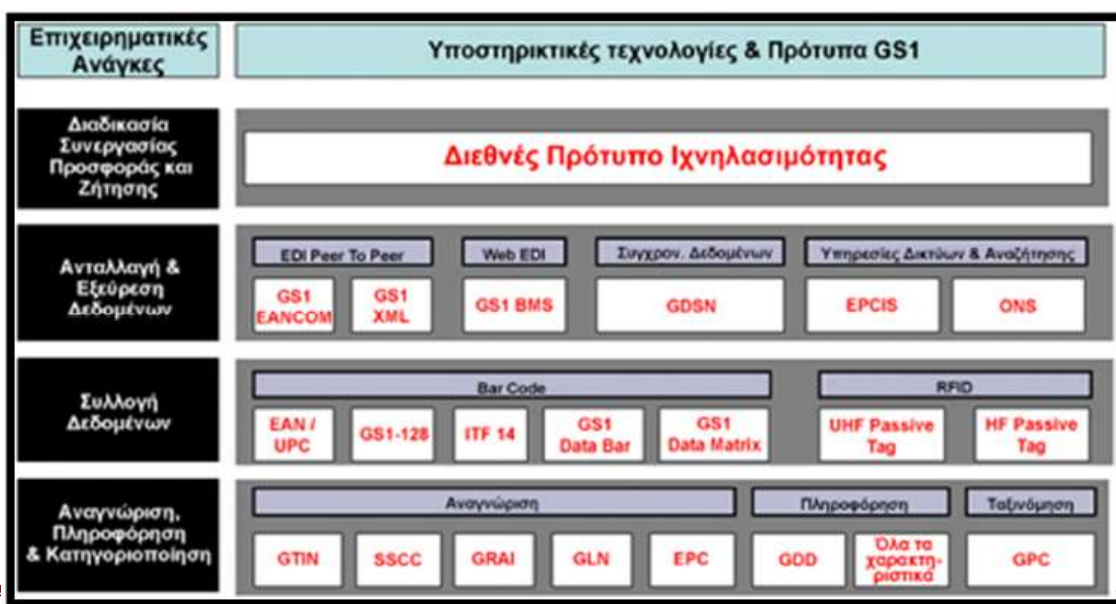 Επιχειρηματικές
Ανάγκες
Υποστηρικτικές τεχνολογίες & Πρότυπα GS1
Διαδικασία
Συνεργασίας
Προσφοράς και
Ζήτησης
Διεθνές Πρότυπο Ιχνηλασιμότητας
Ανταλλαγή &
Εξεύρεση
Δεδομένων
EDI Peer To Peer
Web EDI
Συγχρον. Δεδομένων
Υπηρεσίες Δικτύων & Αναζήτησης
GS1
EANCOM
GS1
XML
GS1 BMS
GDSN
EPCIS
ONS
Συλλογή
Δεδομένων
Bar Code
RFID
EAN /
UPC
GS1-128
ITF 14
GS1
Data Bar
GS1
Data Matrix
UHF Passive
Tag
HF Passive
Tag
Αναγνώριση,
Πληροφόρηση
& Κατηγοριοποίηση
Αναγνώριση
Πληροφόρηση
Ταξινόμηση
GTIN
SSCC
GRAI
GLN
EPC
GDD
Όλα τα
χαρακτη-
ριστικά
GPC